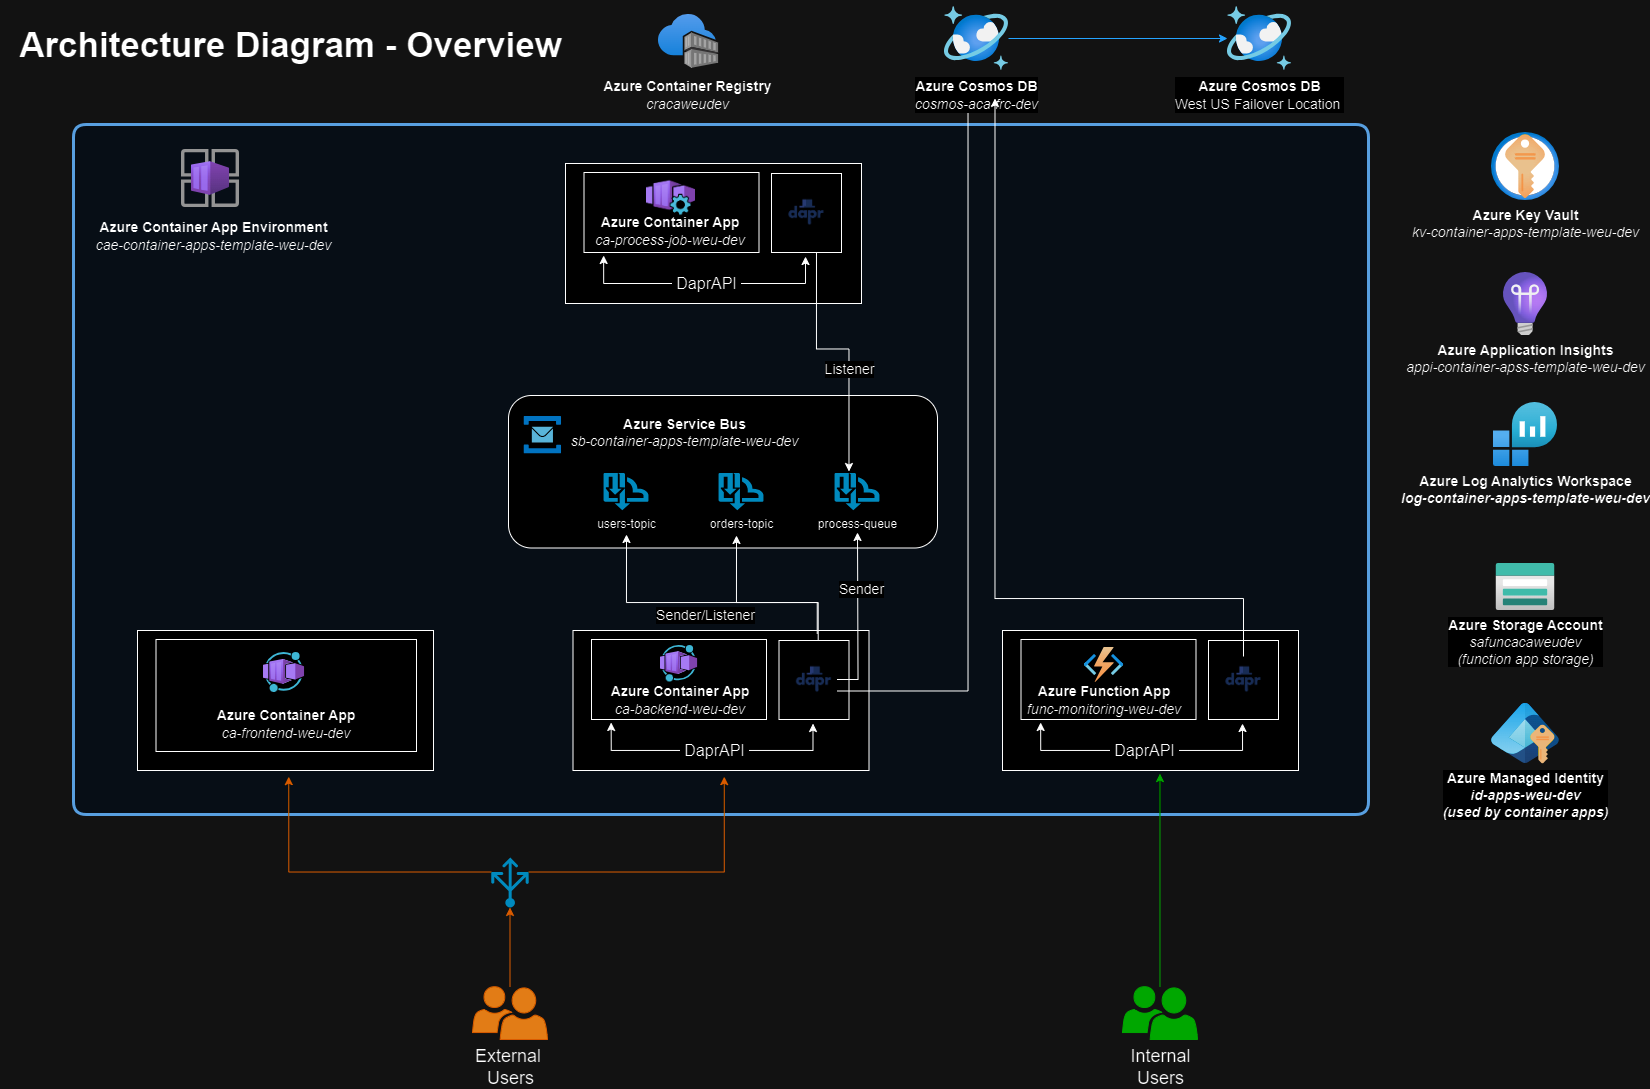 Architecture Diagram - Overview
Azure Container Registry
cracaweudev
Azure Cosmos DB
cosmos-aca-frc-dev
Azure Cosmos DB
West US Failover Location
Azure Container App Environment
cae-container-apps-template-weu-dev
Azure Container App
ca-process-job-weu-dev
dapr
DaprAPI
Listener
Azure Service Bus
sb-container-apps-template-weu-dev
users-topic
orders-topic
process-queue
Sender
Sender/Listener
Azure Container App
ca-frontend-weu-dev
Azure Container App
ca-backend-weu-dev
dapr
DaprAPI
Azure Function App
func-monitoring-weu-dev
dapr
DaprAPI
Azure Key Vault
kv-container-apps-template-weu-dev
Azure Application Insights
appi-container-apss-template-weu-dev
Azure Log Analytics Workspace
log-container-apps-template-weu-dev
Azure Storage Account
safuncacaweudev
(function app storage)
Azure Managed Identity
id-apps-weu-dev
(used by container apps)
External
Users
Internal
Users